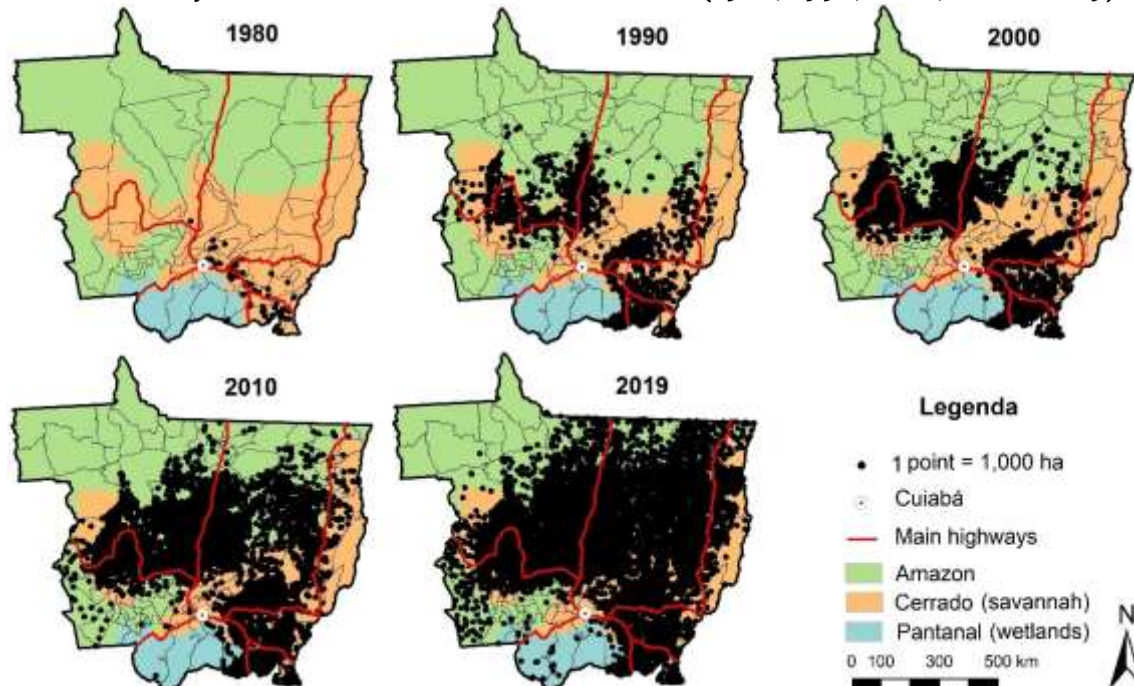 1980
1990
2000
2010
2019
Legenda
1 point = 1,000 ha
Cuiabá
Main highways
Amazon
Cerrado (savannah)
Pantanal (wetlands)
0 100 300 500 km
N